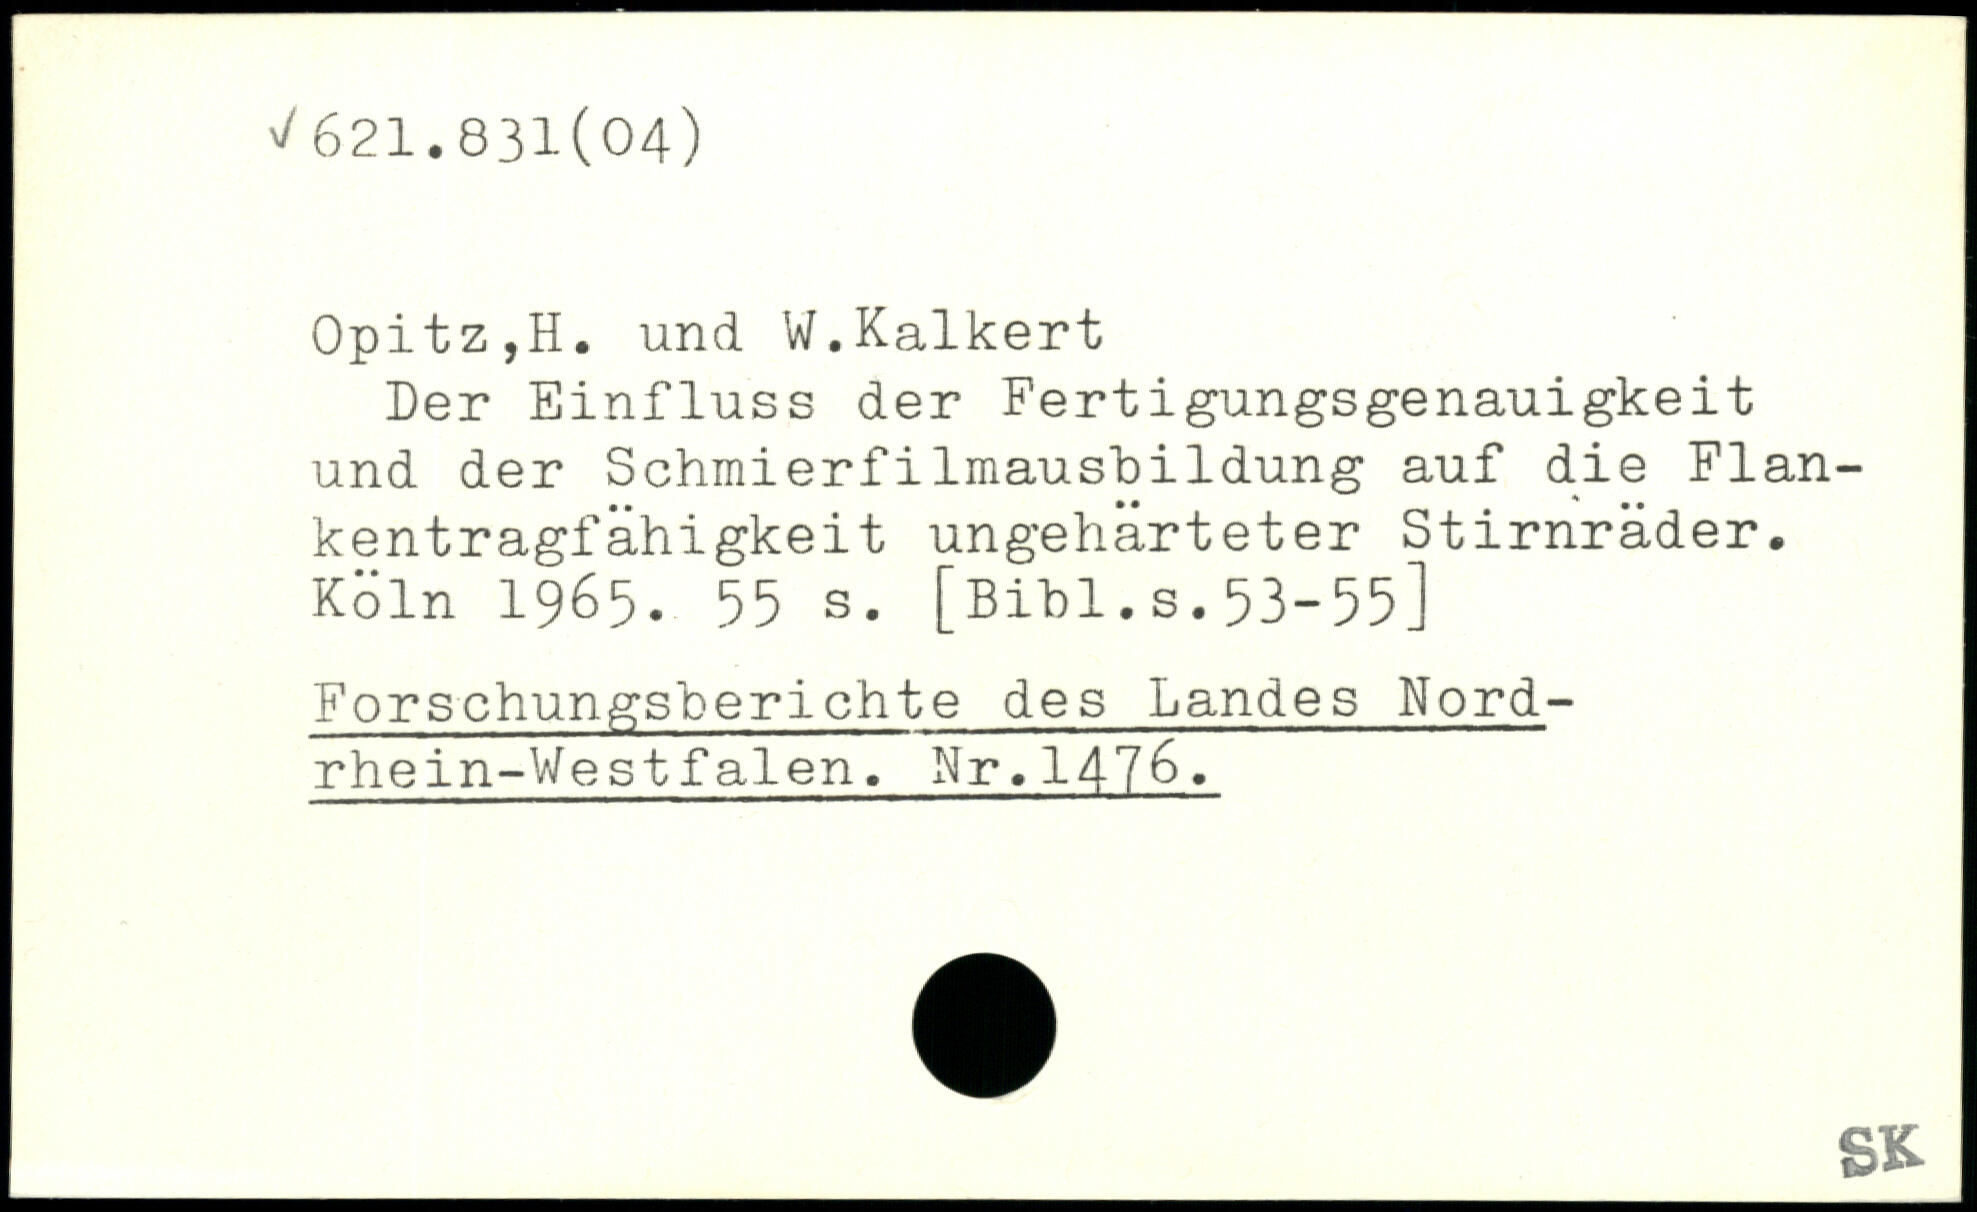 ✓621.831(04)
Opitz,H. und W.Kalkert
Der Einfluss der Fertigungsgenauigkeit
und der Schmierfilmausbildung auf die Flan-
kentragfähigkeit ungehärteter Stirnräder.
Köln 1965. 55 s. [Bibl.s.53-55]
Forschungsberichte des Landes Nord-
rhein-Westfalen. Nr.1476.
SK